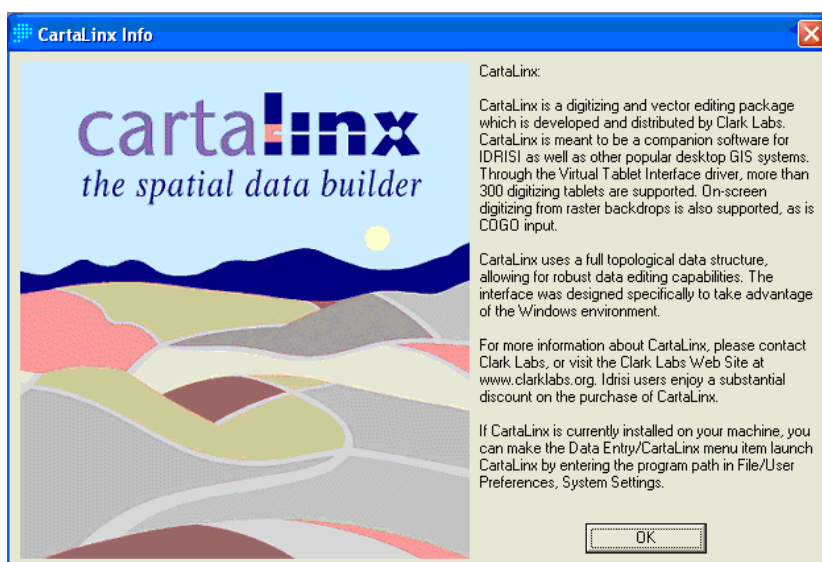 CartaLinx Info
cartalinx
the spatial data builder
CartaLinx:
CartaLinx is a digitizing and vector editing package
which is developed and distributed by Clark Labs.
CartaLinx is meant to be a companion software for
IDRISI as well as other popular desktop GIS systems.
Through the Virtual Tablet Interface driver, more than
300 digitizing tablets are supported. On-screen
digitizing from raster backdrops is also supported, as is
COGO input.
CartaLinx uses a full topological data structure,
allowing for robust data editing capabilities. The
interface was designed specifically to take advantage
of the Windows environment.
For more information about CartaLinx, please contact
Clark Labs, or visit the Clark Labs Web Site at
www.clarklabs.org. Idrisi users enjoy a substantial
discount on the purchase of CartaLinx.
If CartaLinx is currently installed on your machine, you
can make the Data Entry/CartaLinx menu item launch
CartaLinx by entering the program path in File/User
Preferences, System Settings.
OK